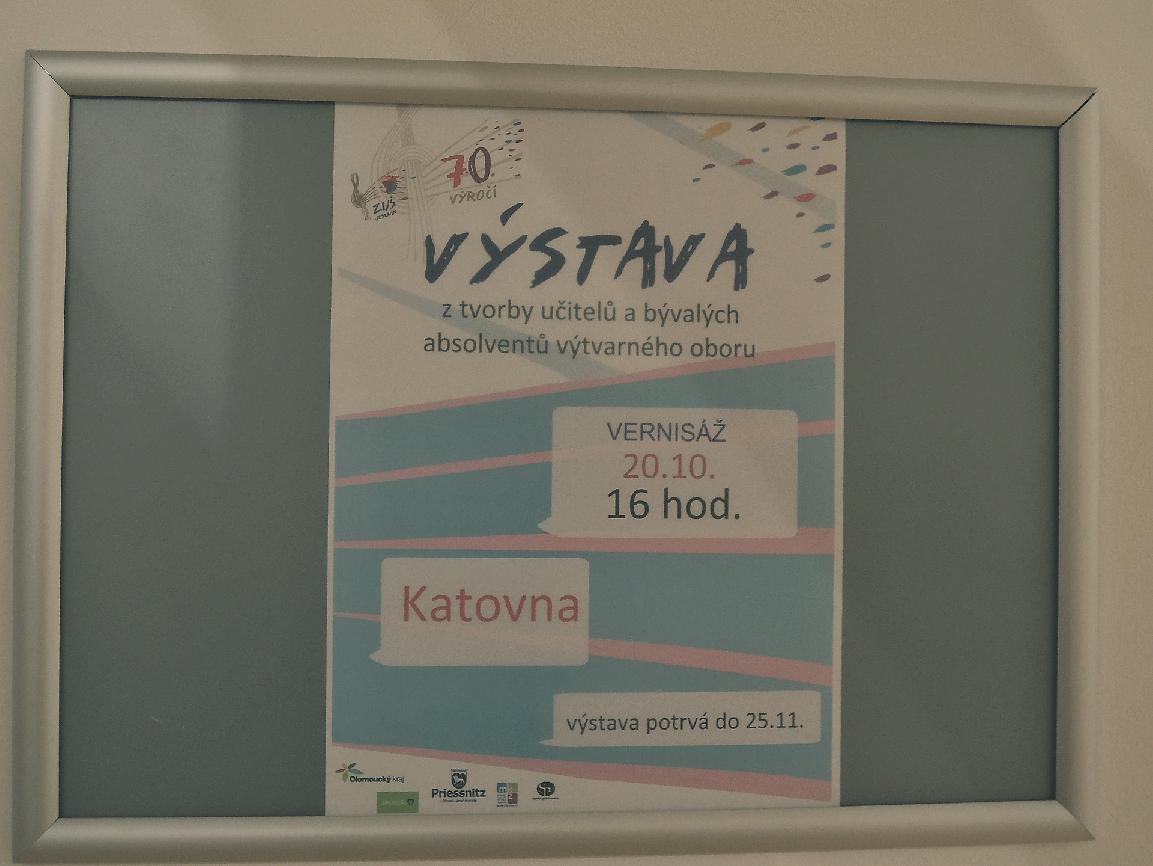 ZUŠ
70.
VÝROČÍ
VÝSTAVA
z tvorby učitelů a bývalých
absolventů výtvarného oboru
VERNISÁŽ
20.10.
16 hod.
Katovna
výstava potrvá do 25.11.
Olomoucký kraj
Priessnitz